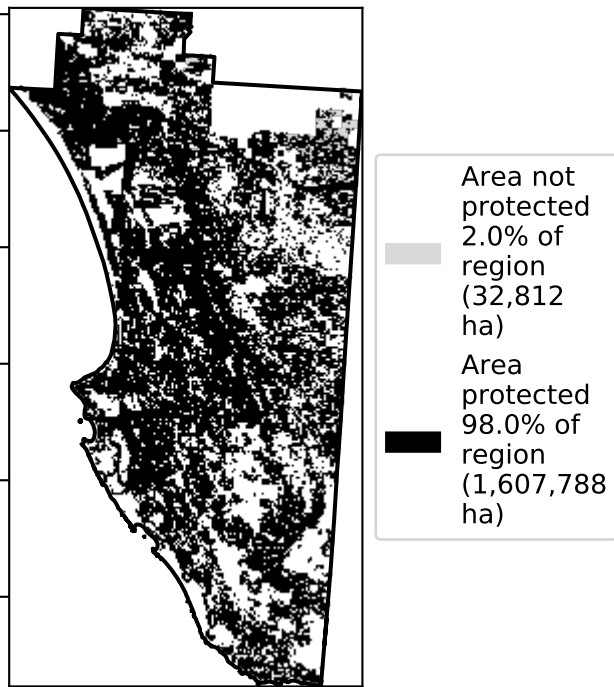 Area not
protected
2.0% of
region
(32,812
ha)
Area
protected
98.0% of
region
(1,607,788
ha)